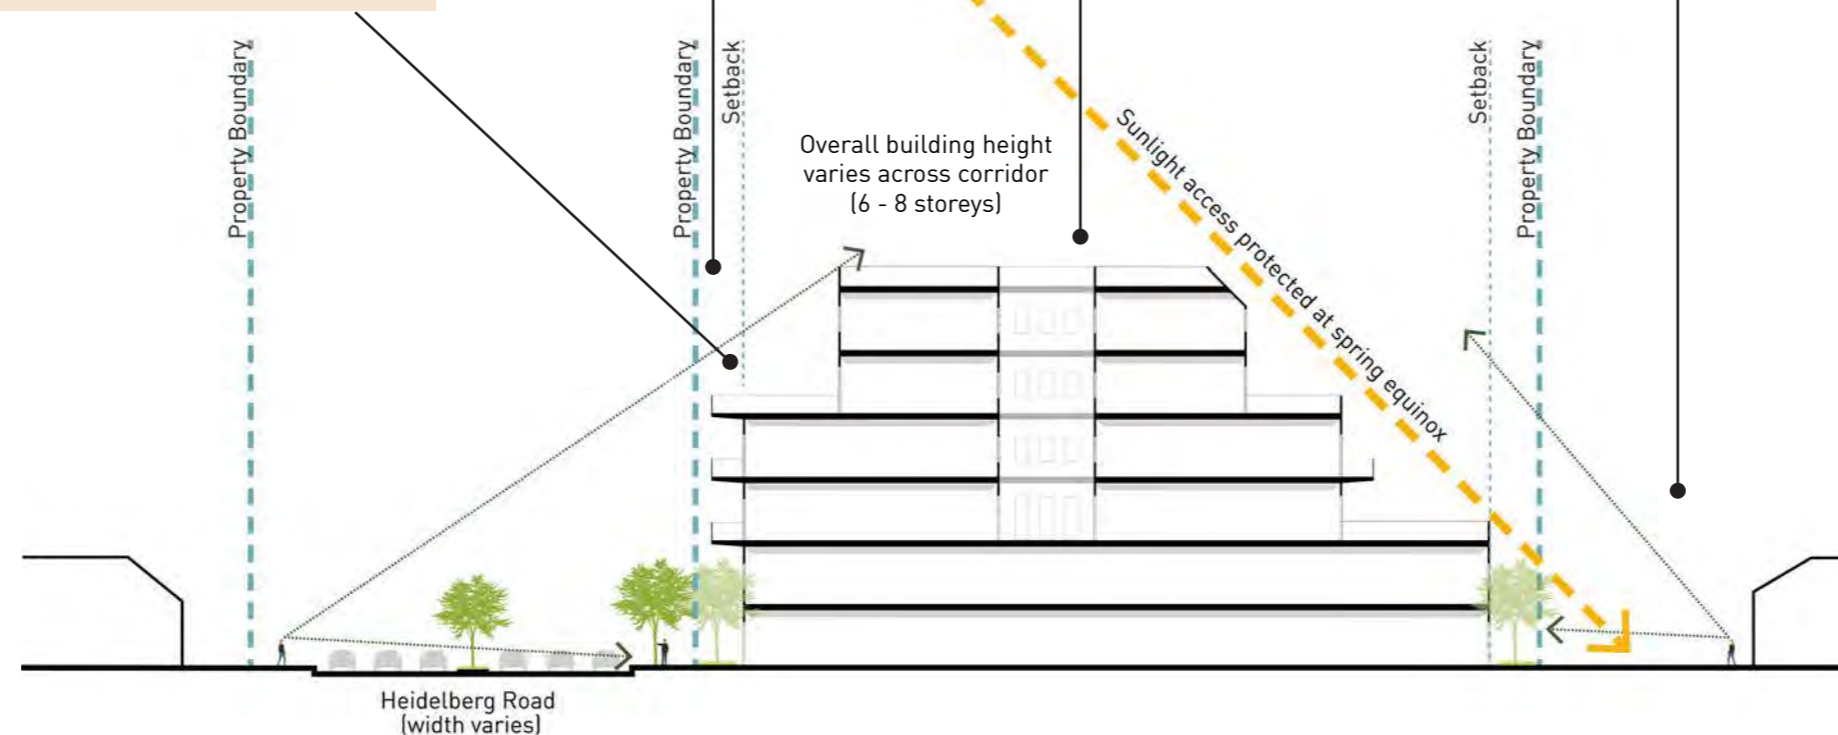 Property Boundary
Property Boundary
Setback
Overall building height
varies across corridor
(6 - 8 storeys)
Sunlight access protected at spring equinox
Setback
Property Boundary
Heidelberg Road
(width varies)